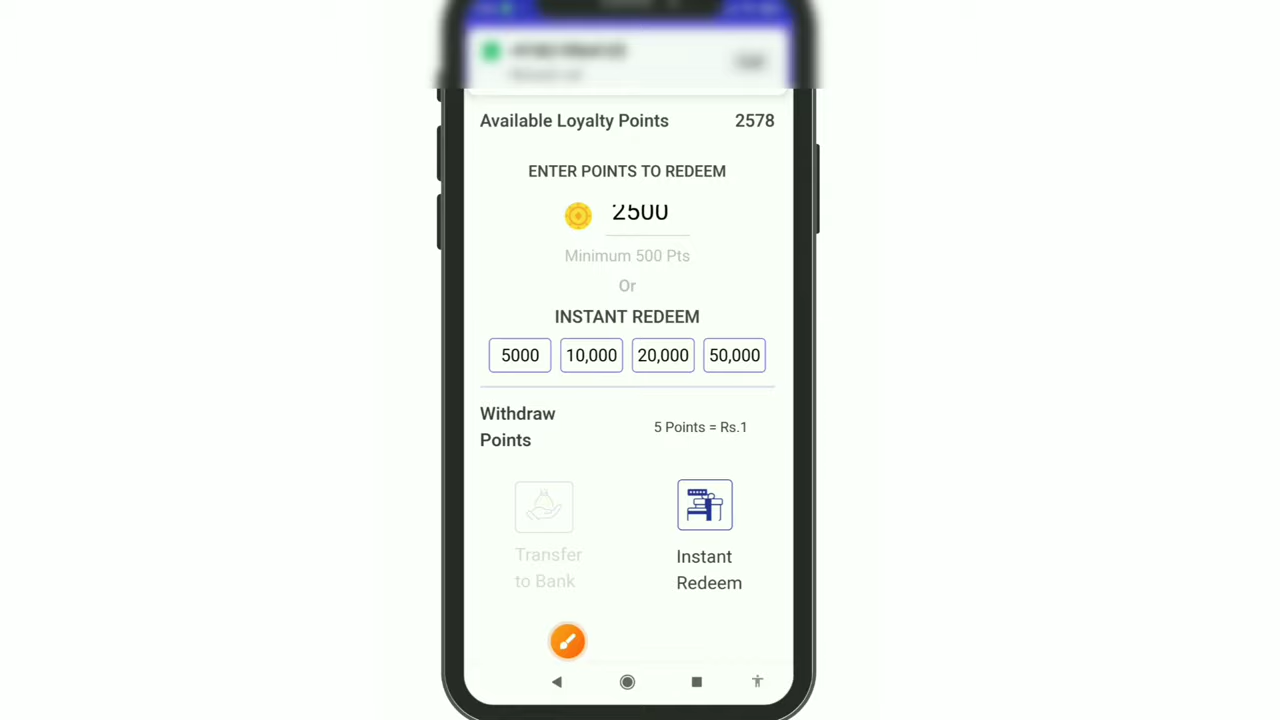 Available Loyalty Points 2578
ENTER POINTS TO REDEEM
2500
Minimum 500 Pts
Or
INSTANT REDEEM
5000 10,000 20,000 50,000
Withdraw
Points
5 Points = Rs.1
Transfer
to Bank
Instant
Redeem